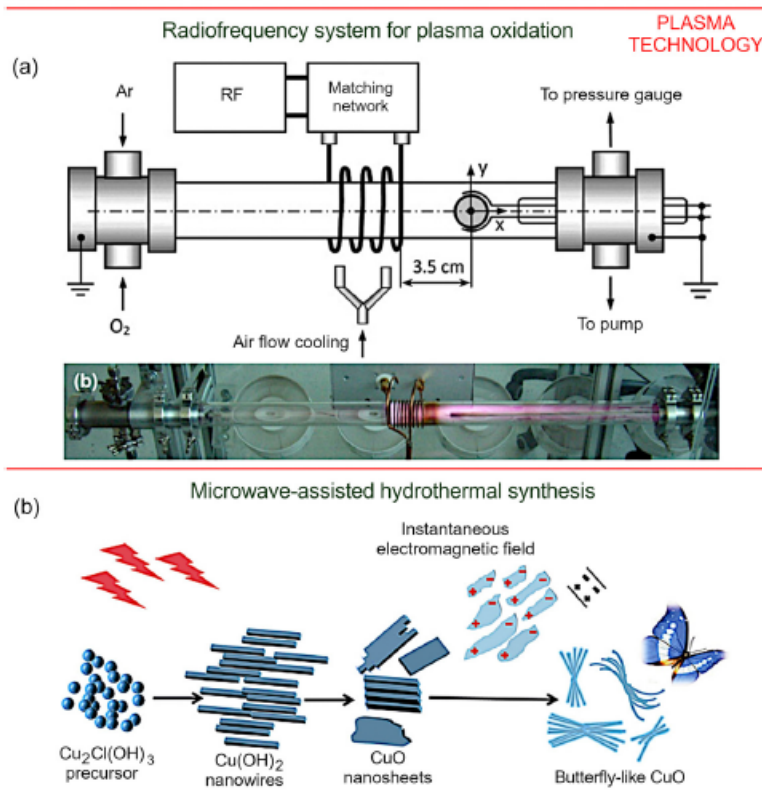 Radiofrequency system for plasma oxidation
PLASMA
TECHNOLOGY
(a)
Ar
RF
Matching
network
To pressure gauge
y
x
3.5 cm
O₂
Air flow cooling
To pump
(b)
Microwave-assisted hydrothermal synthesis
(b)
Instantaneous
electromagnetic field
Cu₂Cl(OH)₃
precursor
Cu(OH)₂
nanowires
CuO
nanosheets
Butterfly-like CuO